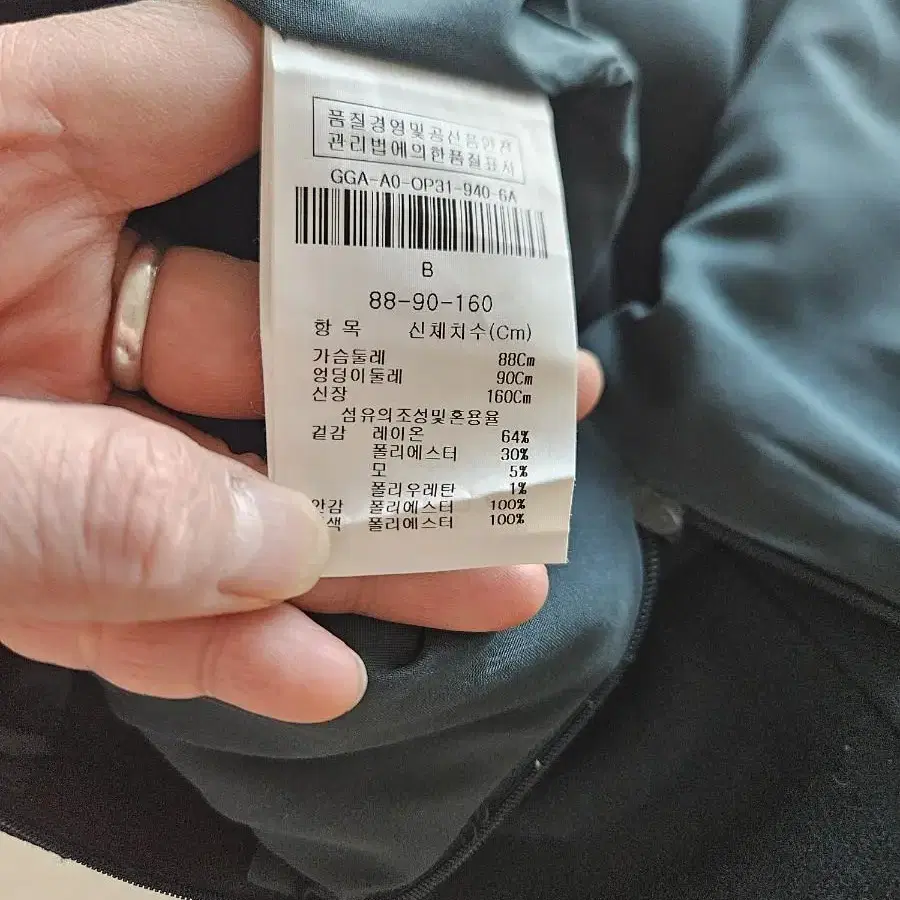 품질경영및공산품안전
관리법에의한품질표시
GGA-A0-OP31-940-6A
B
88-90-160
항 목 신체치수(Cm)
가슴둘레 88Cm
엉덩이둘레 90Cm
신장 160Cm
섬유의조성및혼용율
겉감 레이온 64%
폴리에스터 30%
모 5%
폴리우레탄 1%
안감 폴리에스터 100%
색 폴리에스터 100%